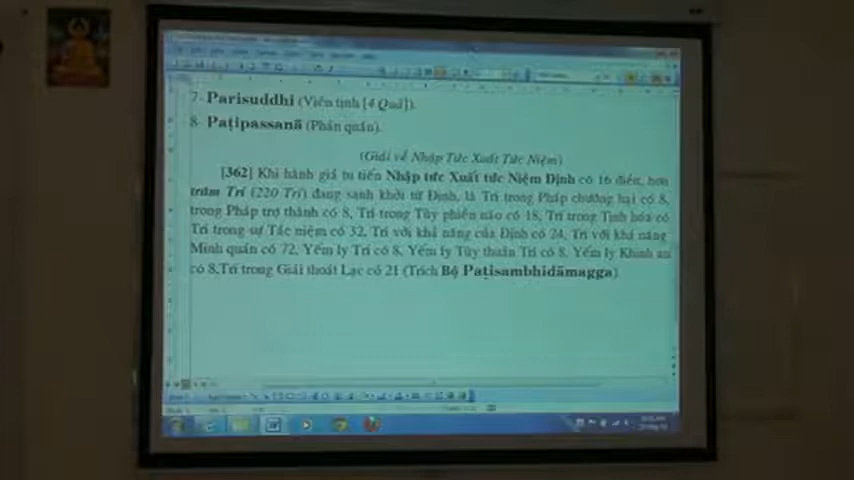 7- Parisuddhi (Viên tịnh [4 Quả]).
8- Paṭipassanā (Phản quán).
(Giải về Nhập Tức Xuất Tức Niệm)
[362] Khi hành giả tu tiến Nhập tức Xuất tức Niệm Định có 16 điều, hơn
trăm Trí (220 Trí) đang sanh khởi từ Định, là Trí trong Pháp chướng hại có 8,
trong Pháp trợ thành có 8, Trí trong Tùy phiền não có 18, Trí trong Tịnh hóa có
Trí trong sự Tác niệm có 32, Trí với khả năng của Định có 24, Trí với khả năng
Minh quán có 72, Yếm ly Trí có 8, Yếm ly Tùy thuận Trí có 8, Yếm ly Khinh an
có 8,Trí trong Giải thoát Lạc có 21 (Trích Bộ Paṭisambhidāmagga)